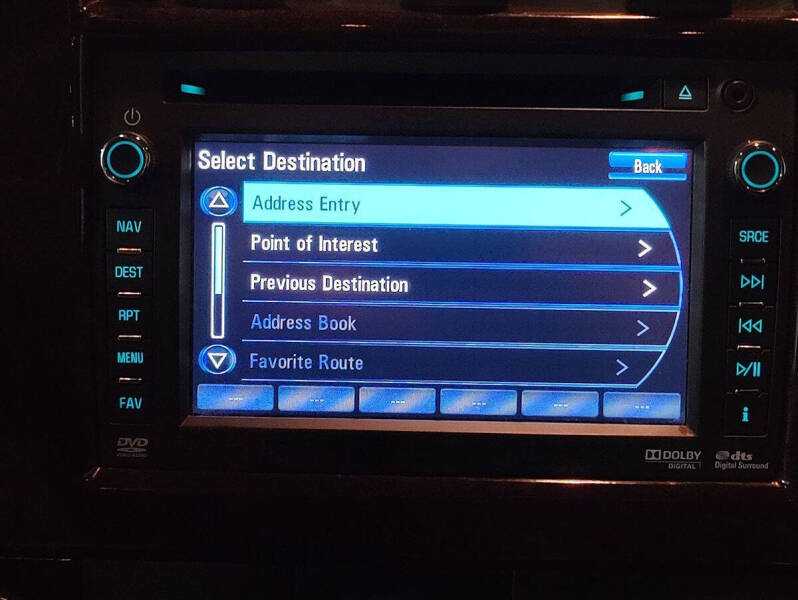 Select Destination
Back
Address Entry
Point of Interest
Previous Destination
Address Book
Favorite Route
--- --- --- --- --- ---
NAV
DEST
RPT
MENU
FAV
SRCE
i
DVD
DOLBY
DIGITAL
dts
Digital Surround